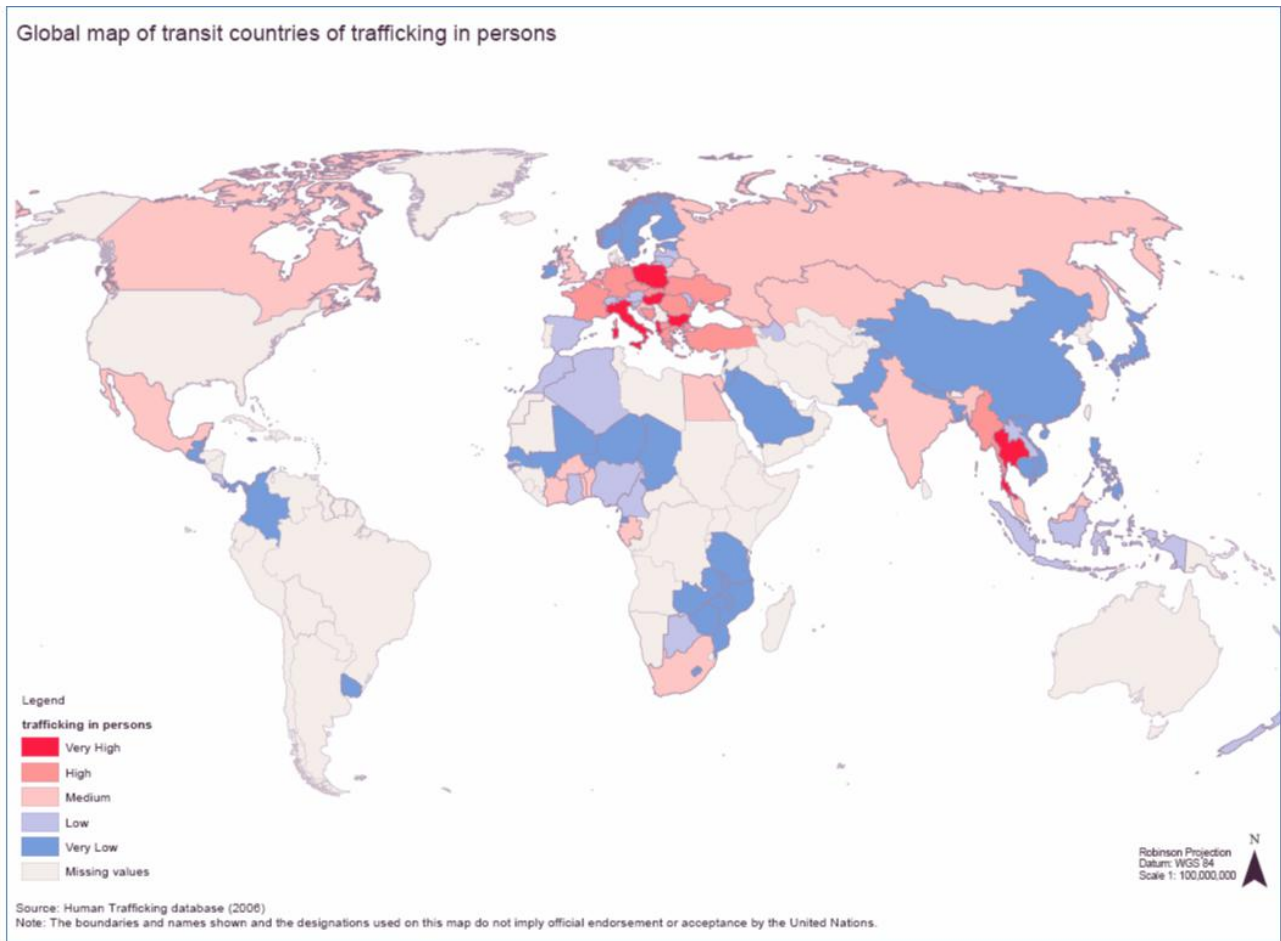 Global map of transit countries of trafficking in persons
Legend
trafficking in persons
Very High
High
Medium
Low
Very Low
Missing values
N
Robinson Projection
Datum: WGS 84
Scale 1: 100,000,000
Source: Human Trafficking database (2006)
Note: The boundaries and names shown and the designations used on this map do not imply official endorsement or acceptance by the United Nations.